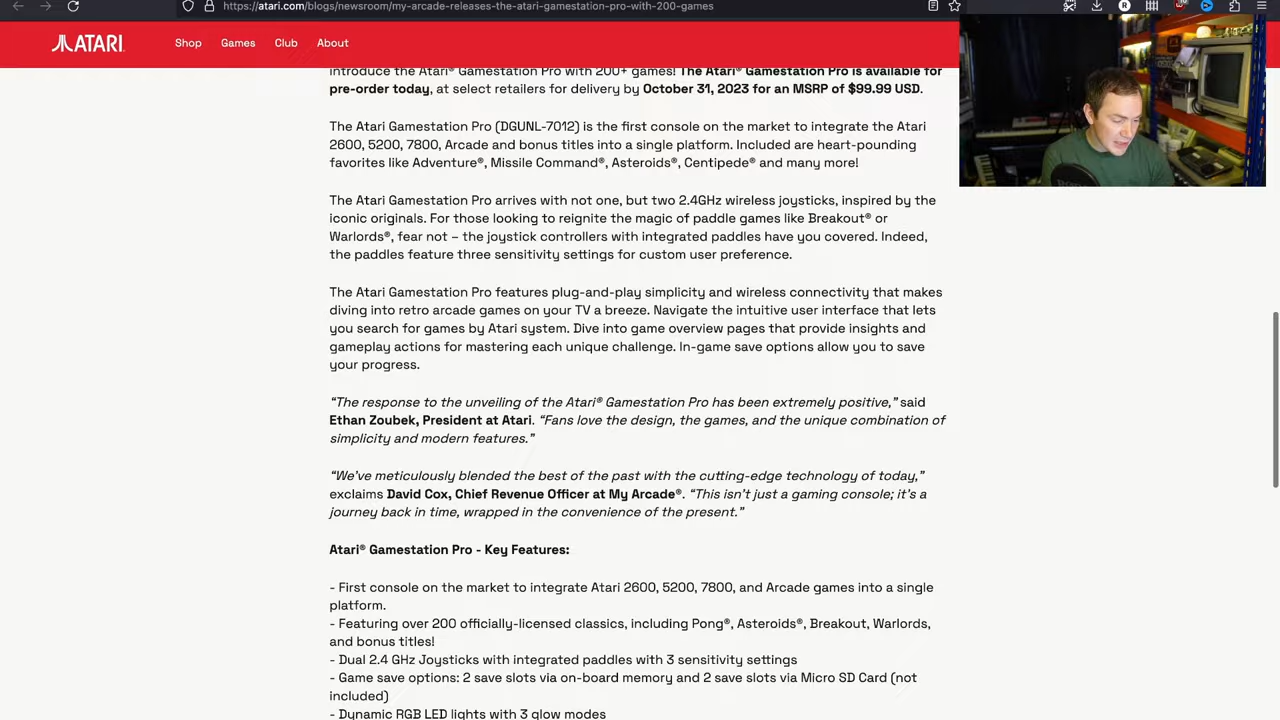 https://atari.com/blogs/newsroom/my-arcade-releases-the-atari-gamestation-pro-with-200-games
ATARI
Shop Games Club About
introduce the Atari® Gamestation Pro with 200+ games! The Atari® Gamestation Pro is available for
pre-order today, at select retailers for delivery by October 31, 2023 for an MSRP of $99.99 USD.
The Atari Gamestation Pro (DGUNL-7012) is the first console on the market to integrate the Atari
2600, 5200, 7800, Arcade and bonus titles into a single platform. Included are heart-pounding
favorites like Adventure®, Missile Command®, Asteroids®, Centipede® and many more!
The Atari Gamestation Pro arrives with not one, but two 2.4GHz wireless joysticks, inspired by the
iconic originals. For those looking to reignite the magic of paddle games like Breakout® or
Warlords®, fear not – the joystick controllers with integrated paddles have you covered. Indeed,
the paddles feature three sensitivity settings for custom user preference.
The Atari Gamestation Pro features plug-and-play simplicity and wireless connectivity that makes
diving into retro arcade games on your TV a breeze. Navigate the intuitive user interface that lets
you search for games by Atari system. Dive into game overview pages that provide insights and
gameplay actions for mastering each unique challenge. In-game save options allow you to save
your progress.
“The response to the unveiling of the Atari® Gamestation Pro has been extremely positive,” said
Ethan Zoubek, President at Atari. “Fans love the design, the games, and the unique combination of
simplicity and modern features.”
“We’ve meticulously blended the best of the past with the cutting-edge technology of today,”
exclaims David Cox, Chief Revenue Officer at My Arcade®. “This isn’t just a gaming console; it’s a
journey back in time, wrapped in the convenience of the present.”
Atari® Gamestation Pro - Key Features:
- First console on the market to integrate Atari 2600, 5200, 7800, and Arcade games into a single
platform.
- Featuring over 200 officially-licensed classics, including Pong®, Asteroids®, Breakout, Warlords,
and bonus titles!
- Dual 2.4 GHz Joysticks with integrated paddles with 3 sensitivity settings
- Game save options: 2 save slots via on-board memory and 2 save slots via Micro SD Card (not
included)
- Dynamic RGB LED lights with 3 glow modes